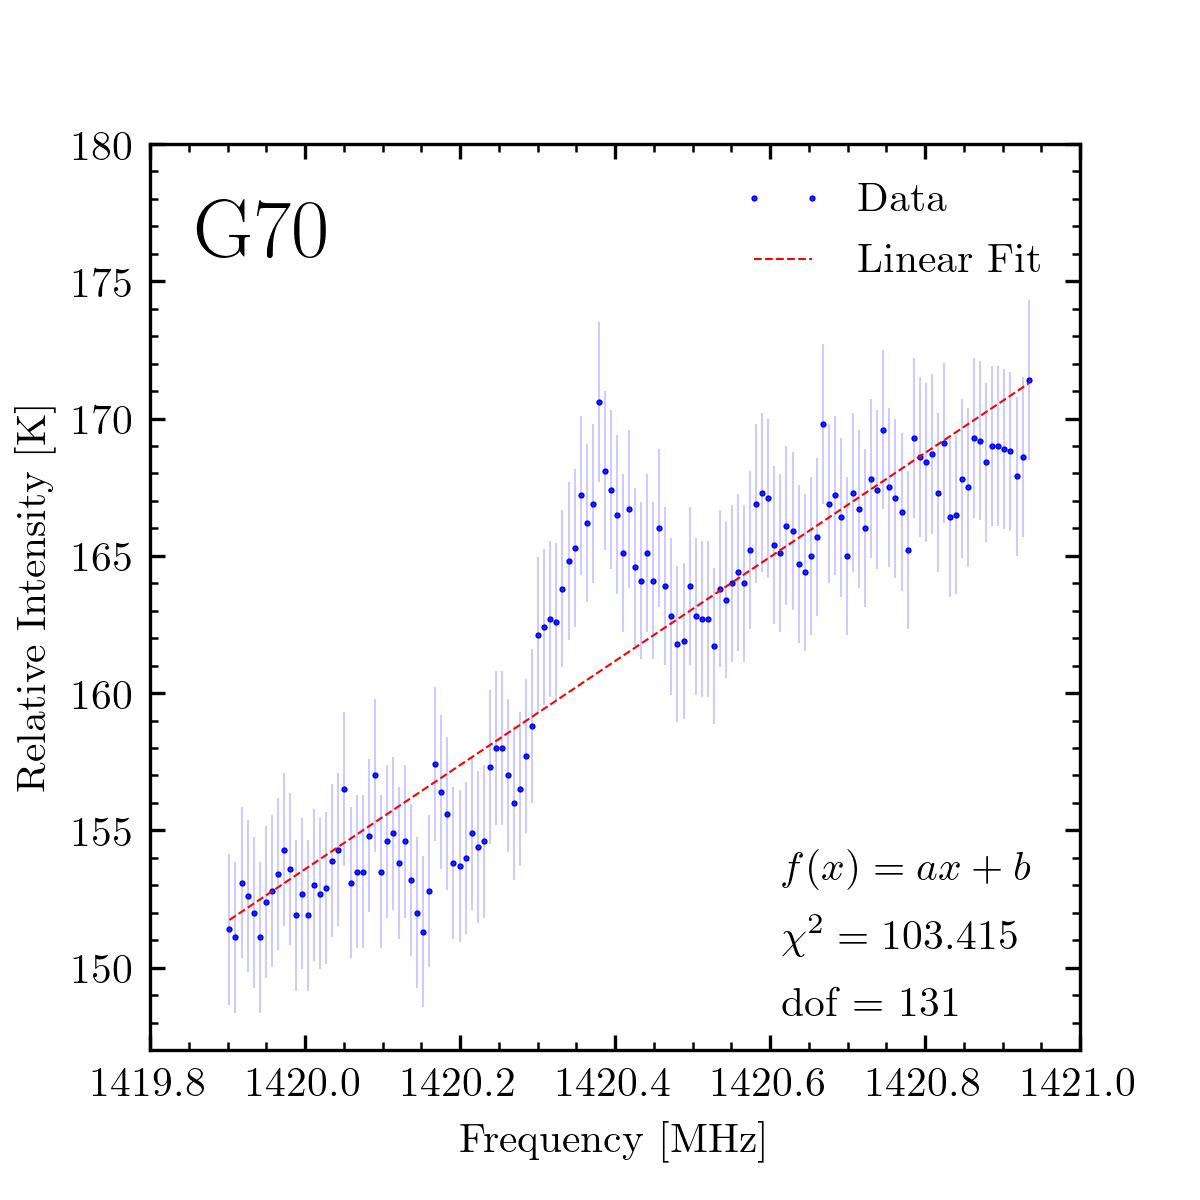 G70
Data
Linear Fit
180
175
170
165
160
155
150
Relative Intensity [K]
f(x) = ax + b
χ² = 103.415
dof = 131
1419.8 1420.0 1420.2 1420.4 1420.6 1420.8 1421.0
Frequency [MHz]